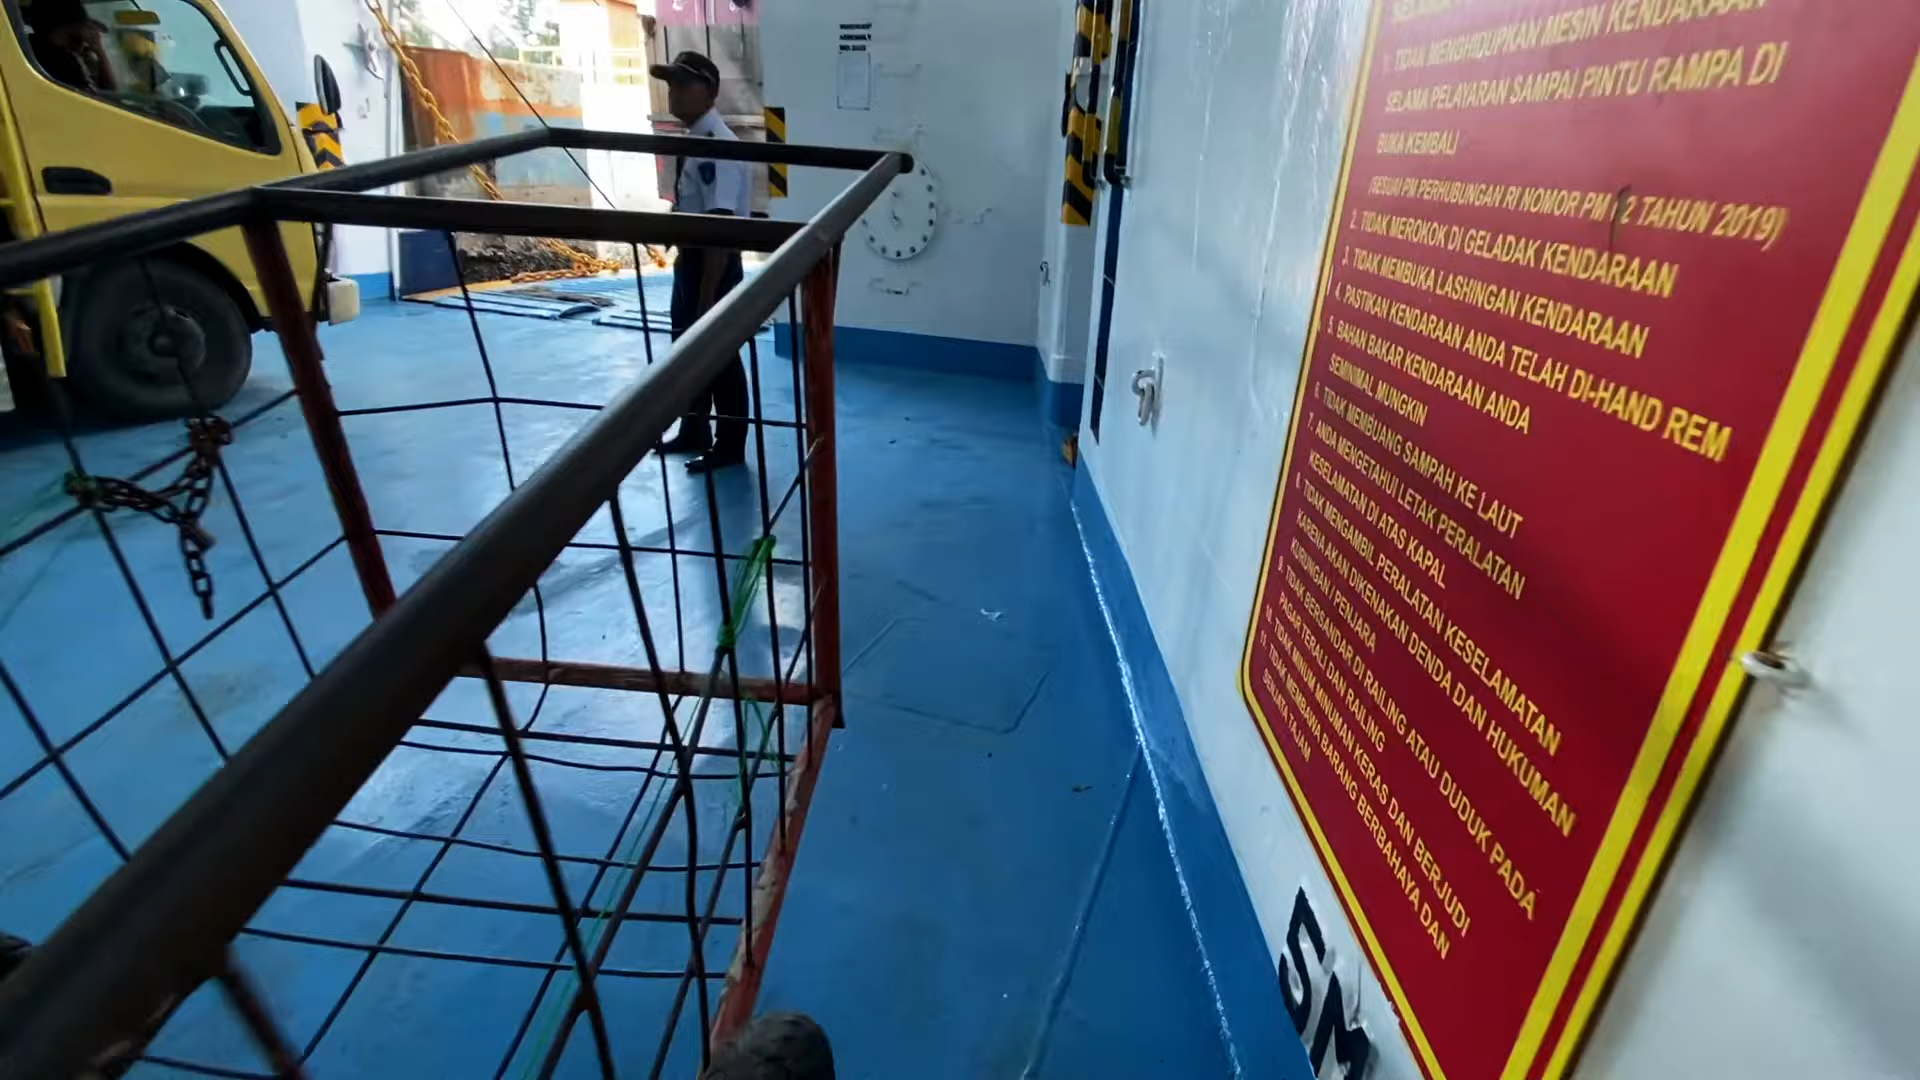 1. TIDAK MENGHIDUPKAN MESIN KENDARAAN
SELAMA PELAYARAN SAMPAI PINTU RAMPA DI
BUKA KEMBALI
(SESUAI PM PERHUBUNGAN RI NOMOR PM 2 TAHUN 2019)
2. TIDAK MEROKOK DI GELADAK KENDARAAN
3. TIDAK MEMBUKA LASHINGAN KENDARAAN
4. PASTIKAN KENDARAAN ANDA TELAH DI-HAND REM
5. BAHAN BAKAR KENDARAAN ANDA
SEMINIMAL MUNGKIN
6. TIDAK MEMBUANG SAMPAH KE LAUT
7. ANDA MENGETAHUI LETAK PERALATAN
KESELAMATAN DI ATAS KAPAL
8. TIDAK MENGAMBIL PERALATAN KESELAMATAN
KARENA AKAN DIKENAKAN DENDA DAN HUKUMAN
KURUNGAN / PENJARA
9. TIDAK BERSANDAR DI RAILING ATAU DUDUK PADA
PAGAR TERALI DAN RAILING
10. TIDAK MINUM MINUMAN KERAS DAN BERJUDI
11. TIDAK MEMBAWA BARANG BERBAHAYA DAN
SENJATA TAJAM
5M